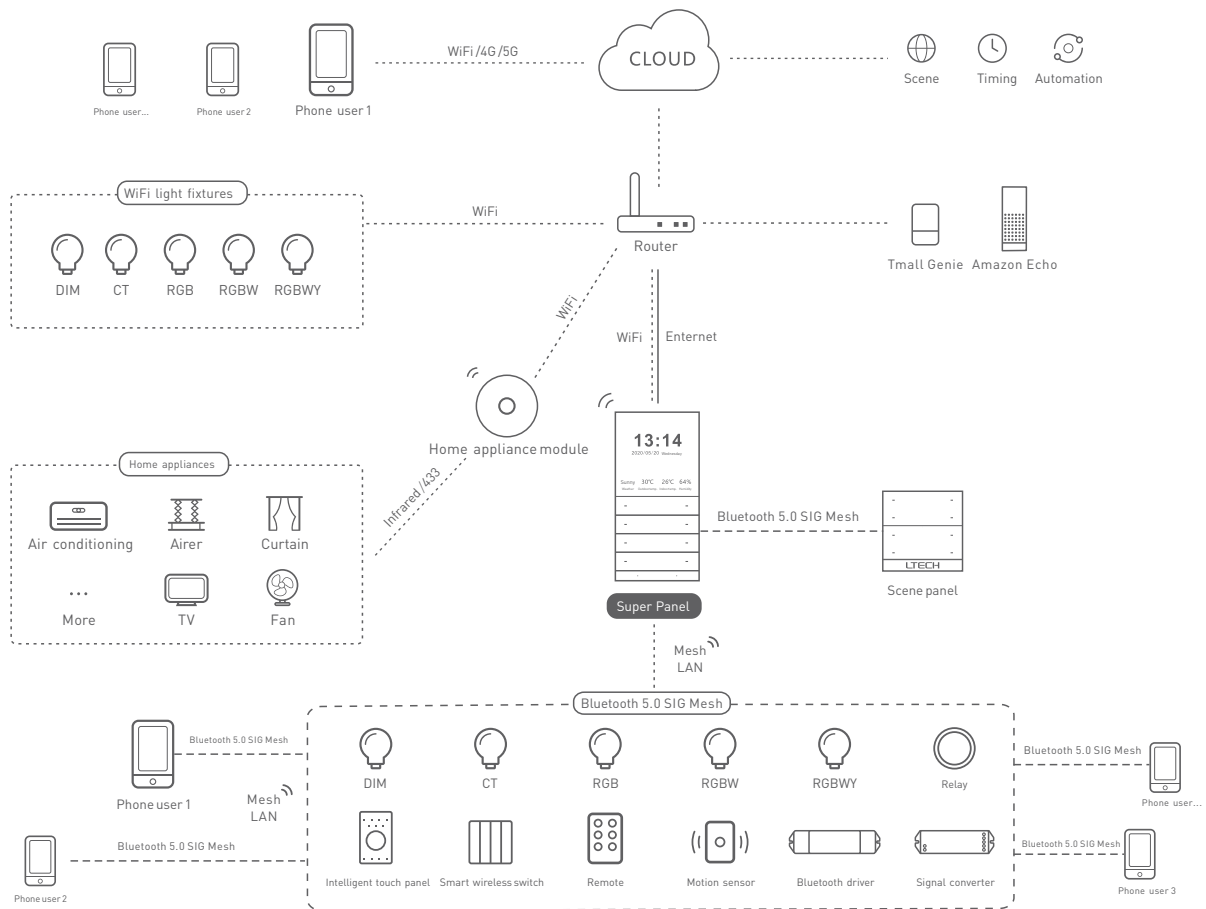 WiFi/4G/5G
CLOUD
Scene
Timing
Automation
Phone user...
Phone user 2
Phone user 1
WiFi light fixtures
WiFi
DIM
CT
RGB
RGBW
RGBWY
Router
Tmall Genie
Amazon Echo
WiFi
WiFi
Enternet
13:14
2020/05/20 Wednesday
Sunny 30℃ 26℃ 64%
Home appliance module
Home appliances
Infrared/433
Air conditioning
Airer
Curtain
...
More
TV
Fan
Bluetooth 5.0 SIG Mesh
LTECH
Scene panel
Super Panel
Mesh
LAN
Bluetooth 5.0 SIG Mesh
Bluetooth 5.0 SIG Mesh
Phone user 1
Mesh
LAN
Bluetooth 5.0 SIG Mesh
Phone user 2
DIM
CT
RGB
RGBW
RGBWY
Relay
Intelligent touch panel
Smart wireless switch
Remote
Motion sensor
Bluetooth driver
Signal converter
Bluetooth 5.0 SIG Mesh
Phone user...
Bluetooth 5.0 SIG Mesh
Phone user 3